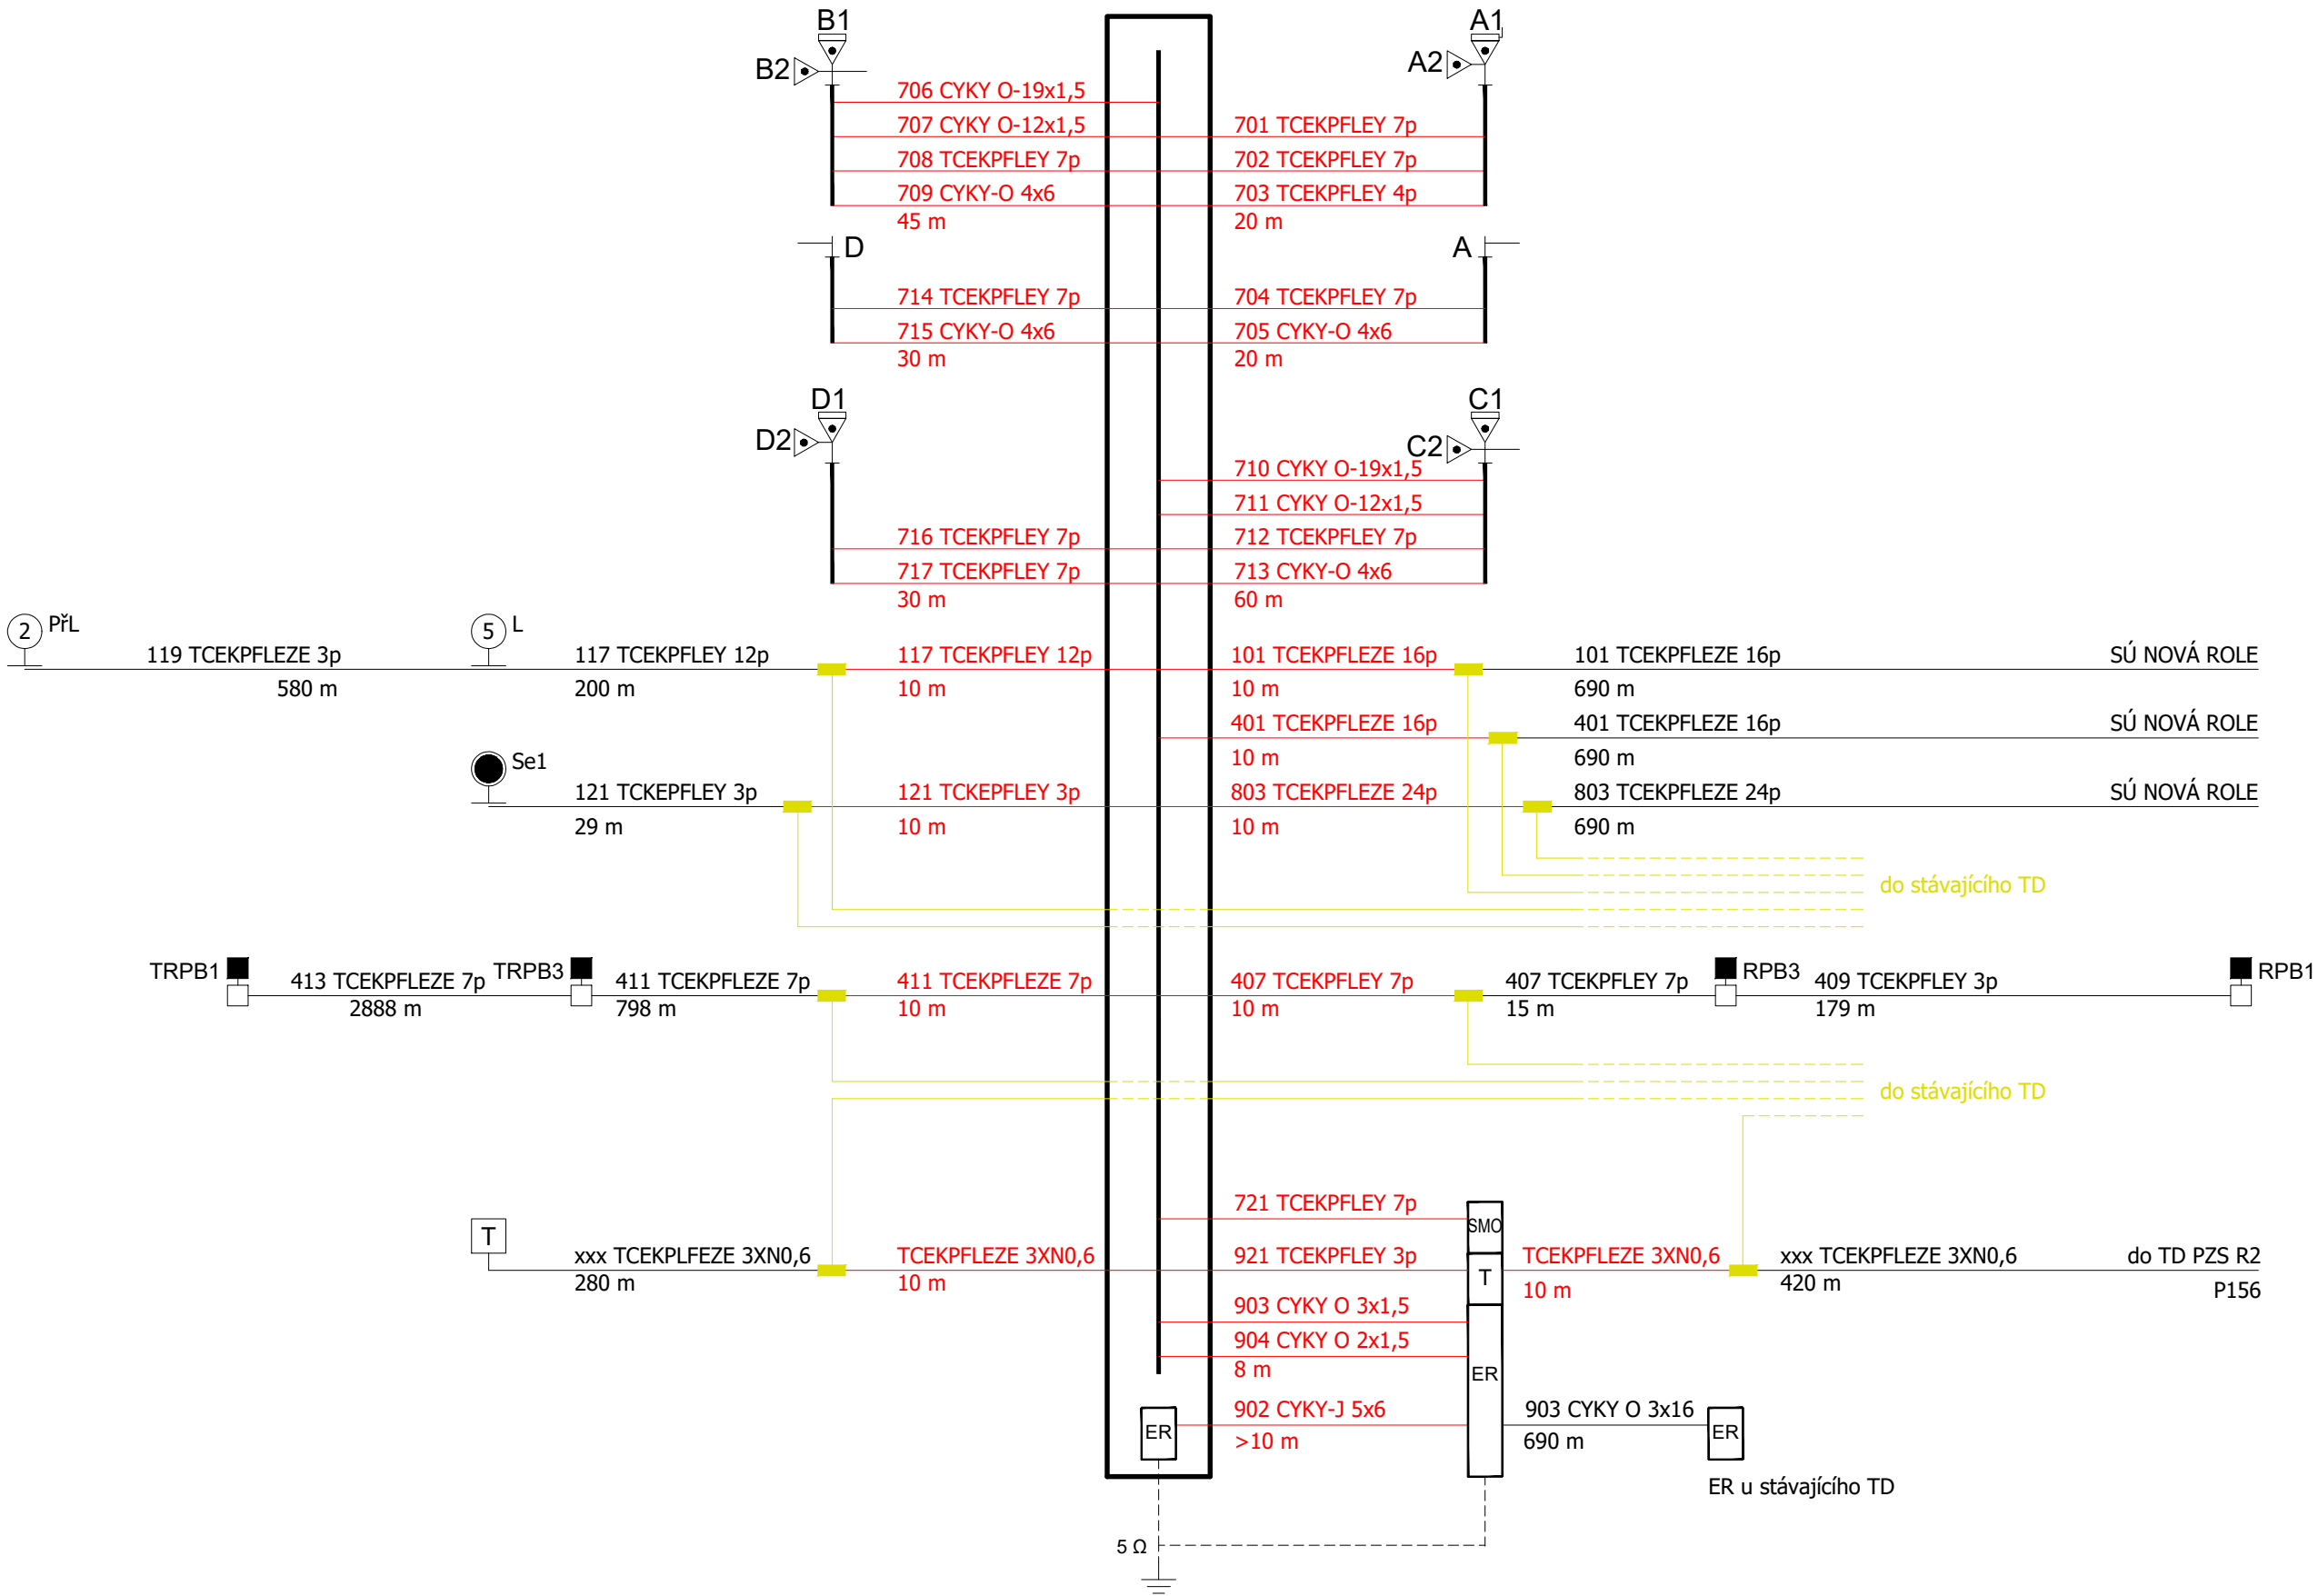 B1
A1
B2
A2
706 CYKY O-19x1,5
707 CYKY O-12x1,5
701 TCEKPFLEY 7p
708 TCEKPFLEY 7p
702 TCEKPFLEY 7p
709 CYKY-O 4x6
703 TCEKPFLEY 4p
45 m
20 m
D
A
714 TCEKPFLEY 7p
704 TCEKPFLEY 7p
715 CYKY-O 4x6
705 CYKY-O 4x6
30 m
20 m
D1
C1
D2
C2
710 CYKY O-19x1,5
711 CYKY O-12x1,5
716 TCEKPFLEY 7p
712 TCEKPFLEY 7p
717 TCEKPFLEY 7p
713 CYKY-O 4x6
30 m
60 m
2 PřL
5 L
119 TCEKPFLEZE 3p
117 TCEKPFLEY 12p
117 TCEKPFLEY 12p
101 TCEKPFLEZE 16p
101 TCEKPFLEZE 16p
SÚ NOVÁ ROLE
580 m
200 m
10 m
10 m
690 m
401 TCEKPFLEZE 16p
401 TCEKPFLEZE 16p
SÚ NOVÁ ROLE
10 m
690 m
Se1
121 TCKEPFLEY 3p
121 TCKEPFLEY 3p
803 TCEKPFLEZE 24p
803 TCEKPFLEZE 24p
SÚ NOVÁ ROLE
29 m
10 m
10 m
690 m
do stávajícího TD
TRPB1
413 TCEKPFLEZE 7p
TRPB3
411 TCEKPFLEZE 7p
411 TCEKPFLEZE 7p
407 TCEKPFLEY 7p
407 TCEKPFLEY 7p
RPB3
409 TCEKPFLEY 3p
RPB1
2888 m
798 m
10 m
10 m
15 m
179 m
do stávajícího TD
721 TCEKPFLEY 7p
SMO
T
xxx TCEKPLFEZE 3XN0,6
TCEKPFLEZE 3XN0,6
921 TCEKPFLEY 3p
T
TCEKPFLEZE 3XN0,6
xxx TCEKPFLEZE 3XN0,6
do TD PZS R2
280 m
10 m
10 m
420 m
P156
903 CYKY O 3x1,5
904 CYKY O 2x1,5
8 m
ER
902 CYKY-J 5x6
903 CYKY O 3x16
ER
ER
>10 m
690 m
ER u stávajícího TD
5 Ω